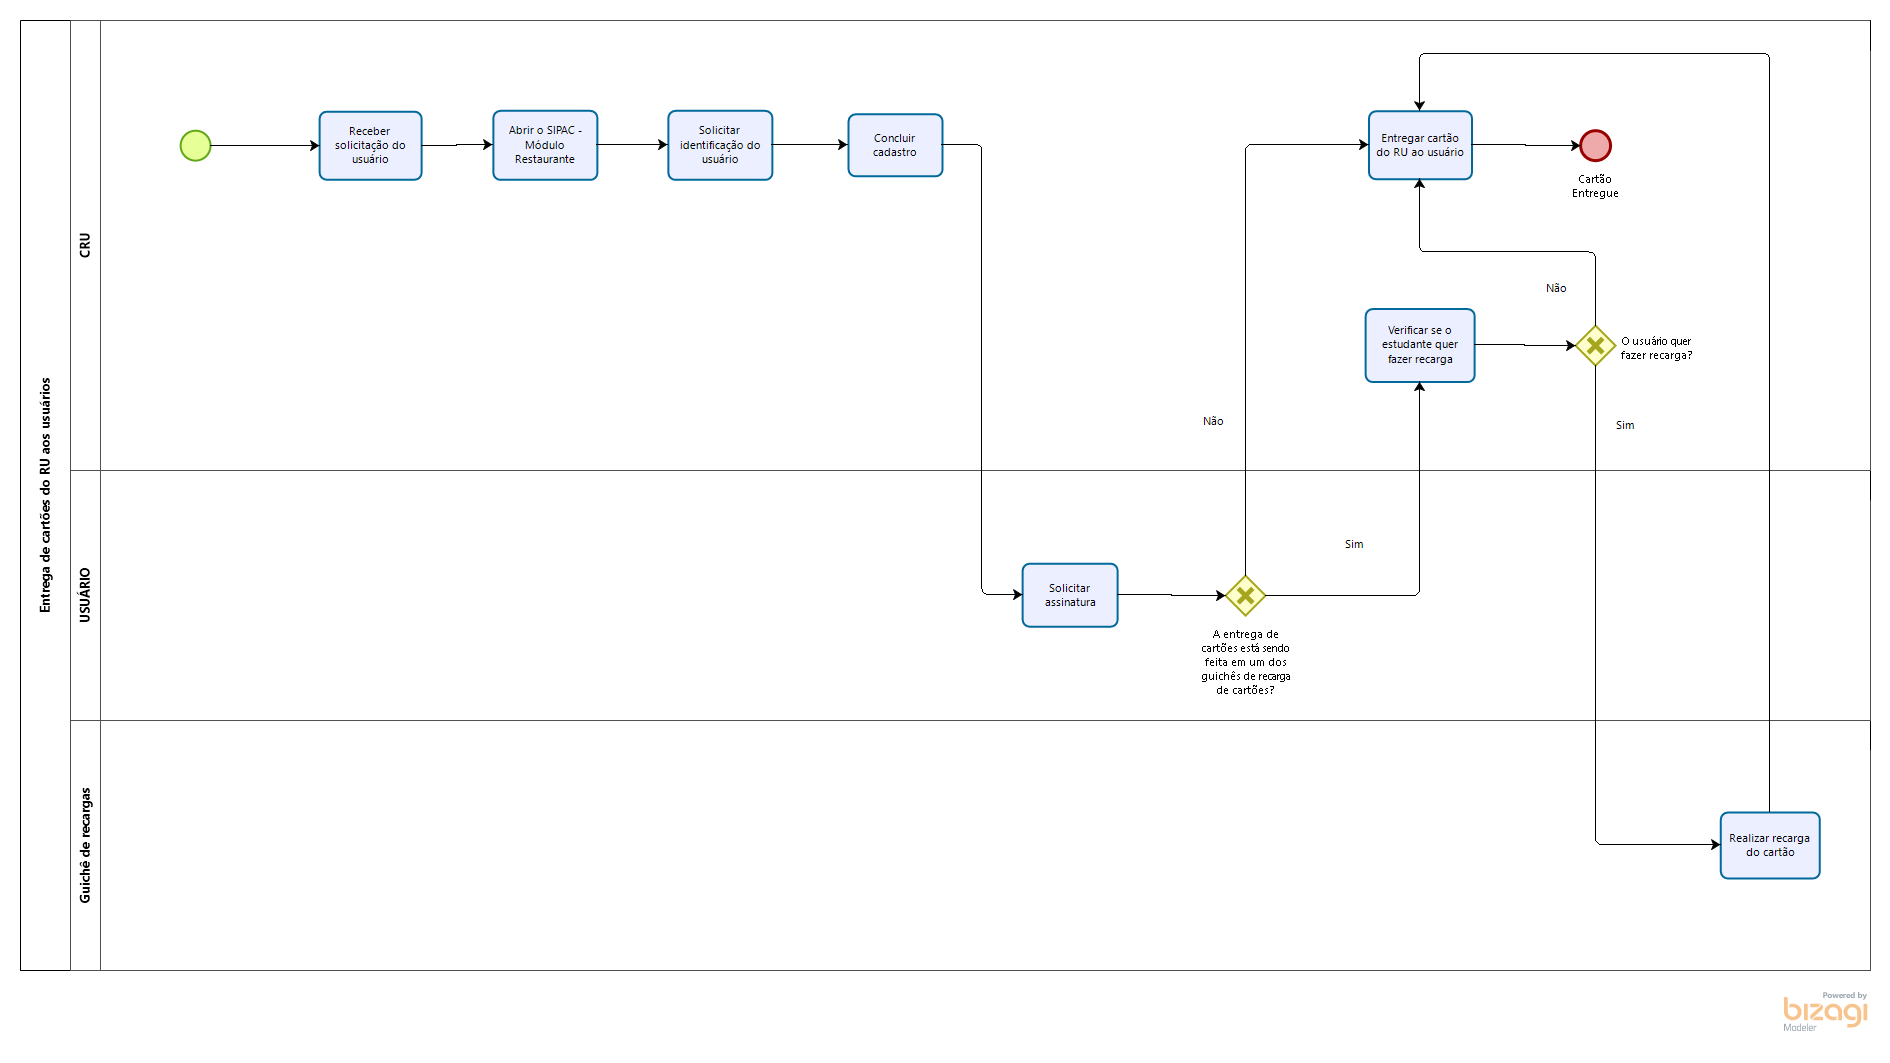 Entrega de cartões do RU aos usuários
CRU
Receber
solicitação do
usuário
Abrir o SIPAC -
Módulo
Restaurante
Solicitar
identificação do
usuário
Concluir
cadastro
Entregar cartão
do RU ao usuário
Cartão
Entregue
Não
Verificar se o
estudante quer
fazer recarga
O usuário quer
fazer recarga?
Não
Sim
USUÁRIO
Sim
Solicitar
assinatura
A entrega de
cartões está sendo
feita em um dos
guichês de recarga
de cartões?
Guichê de recargas
Realizar recarga
do cartão
Powered by
bizagi
Modeler